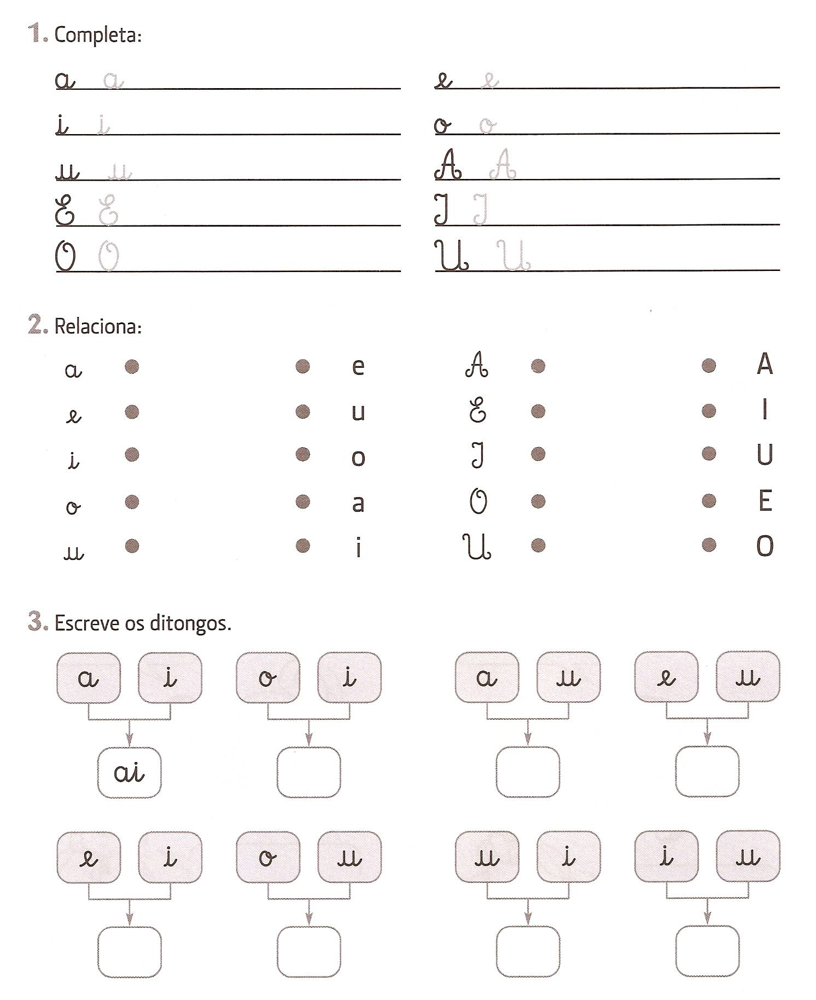 1. Completa:
a a e e
i i o o
u u A A
E E I I
O O U U
2. Relaciona:
a e A A
e u E I
i o I U
o a O E
u i U O
3. Escreve os ditongos.
a i o i a u e u
ai
e i o u u i i u